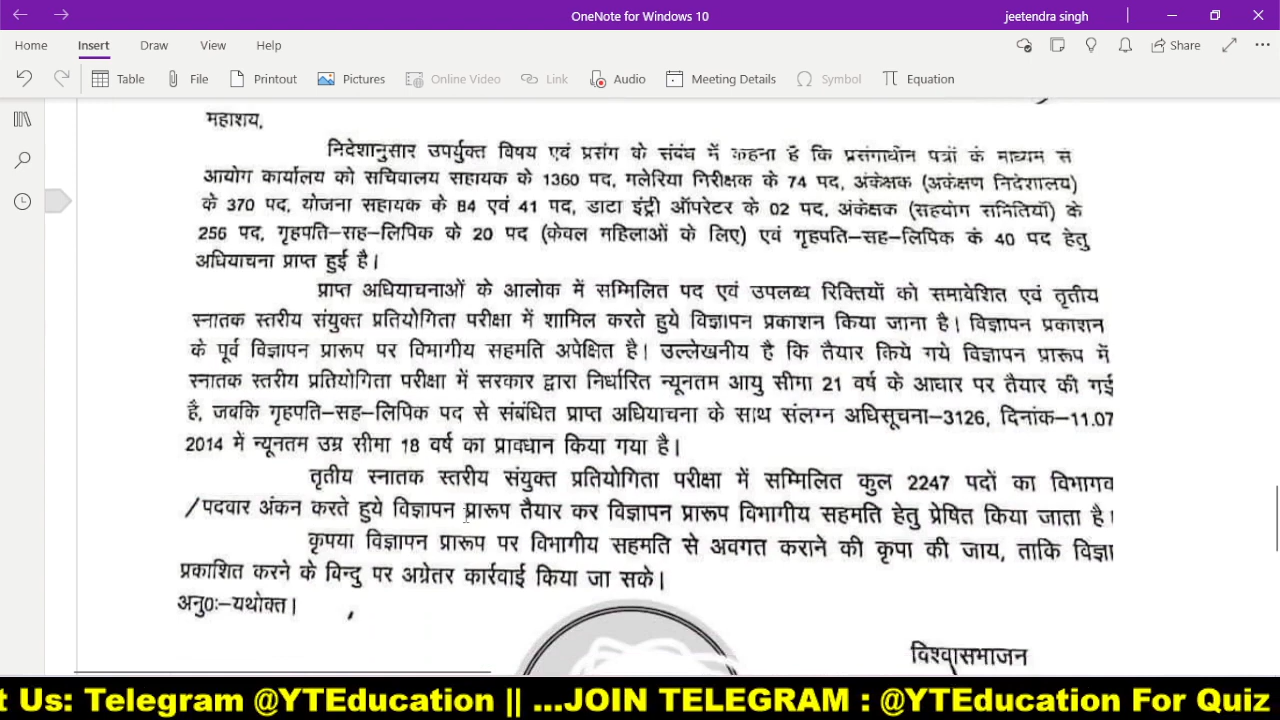 OneNote for Windows 10
jeetendra singh
Home Insert Draw View Help
Share
Table File Printout Pictures Online Video Link Audio Meeting Details Symbol Equation
महाशय,
निदेशानुसार उपर्युक्त विषय एवं प्रसंग के संबंध में कहना है कि प्रसंगाधीन पत्रों के माध्यम से
आयोग कार्यालय को सचिवालय सहायक के 1360 पद, गलेरिया निरीक्षक के 74 पद, अंकेक्षक (अकेक्षण निदेशालय)
के 370 पद, योजना सहायक के 84 एवं 41 पद, डाटा इंट्री ऑपरेटर के 02 पद, अंकेक्षक (सहयोग समितियॉ) के
256 पद, गृहपति–सह–लिपिक के 20 पद (केवल महिलाओं के लिए) एवं गृहपति–सह–लिपिक के 40 पद हेतु
अधियाचना प्राप्त हुई है।
प्राप्त अधियाचनाओं के आलोक में सम्मिलित पद एवं उपलब्ध रिक्तियों को समावेशित एवं तृतीय
स्नातक स्तरीय संयुक्त प्रतियोगिता परीक्षा में शामिल करते हुये विज्ञापन प्रकाशन किया जाना है। विज्ञापन प्रकाशन
के पूर्व विज्ञापन प्रारूप पर विभागीय सहमति अपेक्षित है। उल्लेखनीय है कि तैयार किये गये विज्ञापन प्रारूप में
स्नातक स्तरीय प्रतियोगिता परीक्षा में सरकार द्वारा निर्धारित न्यूनतम आयु सीमा 21 वर्ष के आधार पर तैयार की गई
है, जबकि गृहपति–सह–लिपिक पद से संबंधित प्राप्त अधियाचना के साथ संलग्न अधिसूचना–3126, दिनांक–11.07
2014 में न्यूनतम उम्र सीमा 18 वर्ष का प्रावधान किया गया है।
तृतीय स्नातक स्तरीय संयुक्त प्रतियोगिता परीक्षा में सम्मिलित कुल 2247 पदों का विभागव
/पदवार अंकन करते हुये विज्ञापन प्रारूप तैयार कर विज्ञापन प्रारूप विभागीय सहमति हेतु प्रेषित किया जाता है।
कृपया विज्ञापन प्रारूप पर विभागीय सहमति से अवगत कराने की कृपा की जाय, ताकि विज्ञा
प्रकाशित करने के बिन्दु पर अग्रेतर कार्रवाई किया जा सके।
अनु0:–यथोक्त।
विश्वासभाजन
t Us: Telegram @YTEducation || ...JOIN TELEGRAM : @YTEducation For Quiz